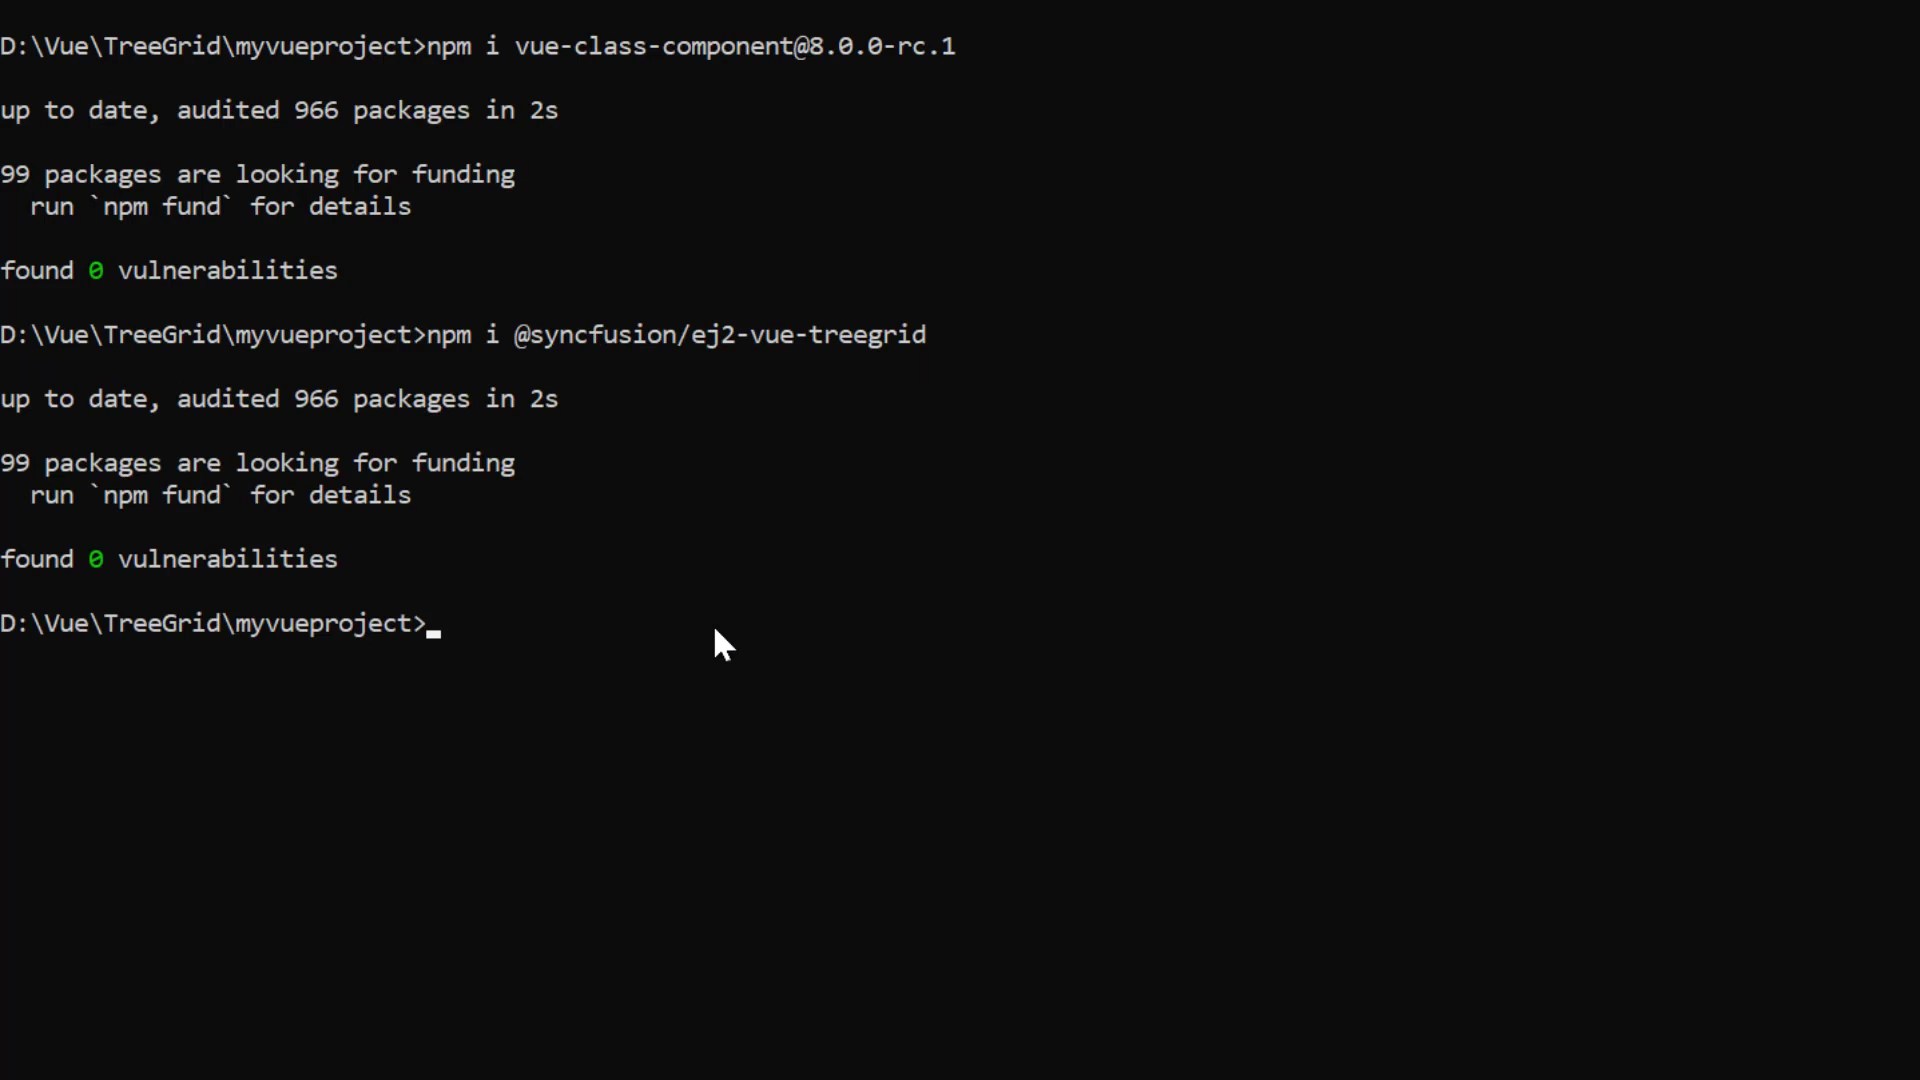 D:\Vue\TreeGrid\myvueproject>npm i vue-class-component@8.0.0-rc.1
up to date, audited 966 packages in 2s
99 packages are looking for funding
  run `npm fund` for details
found 0 vulnerabilities
D:\Vue\TreeGrid\myvueproject>npm i @syncfusion/ej2-vue-treegrid
up to date, audited 966 packages in 2s
99 packages are looking for funding
  run `npm fund` for details
found 0 vulnerabilities
D:\Vue\TreeGrid\myvueproject>